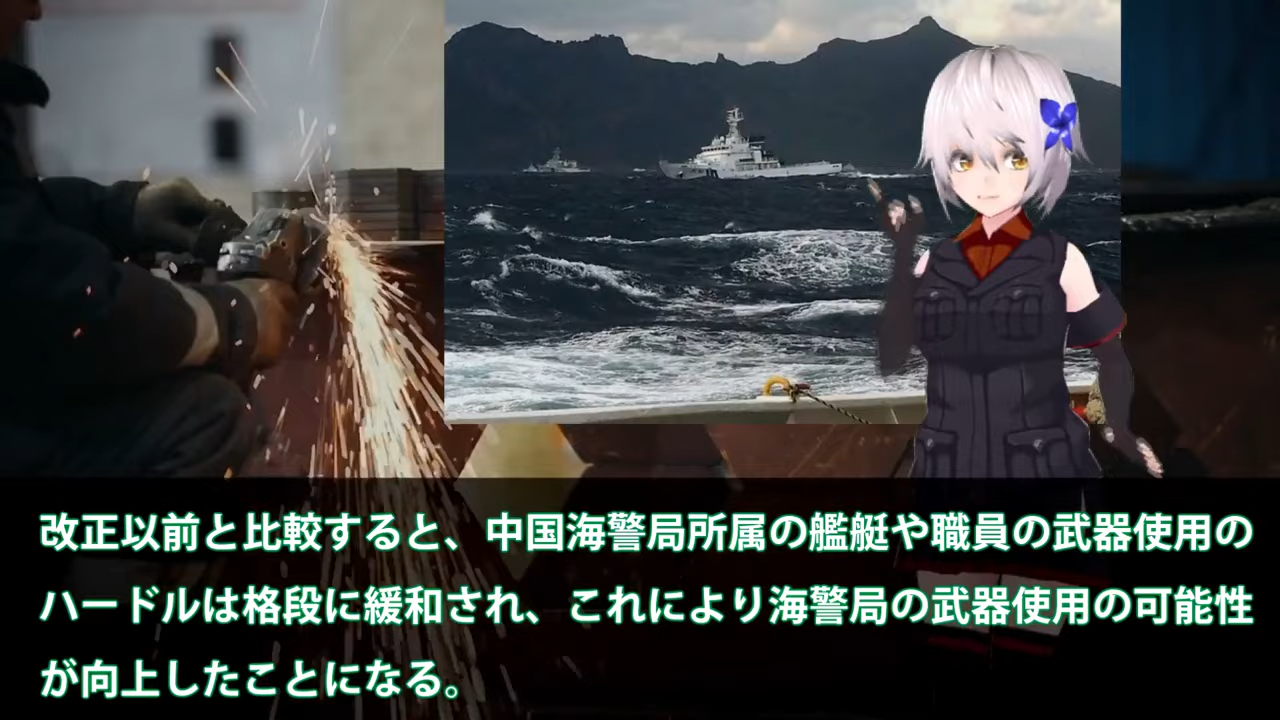 改正以前と比較すると、中国海警局所属の艦艇や職員の武器使用の
ハードルは格段に緩和され、これにより海警局の武器使用の可能性
が向上したことになる。